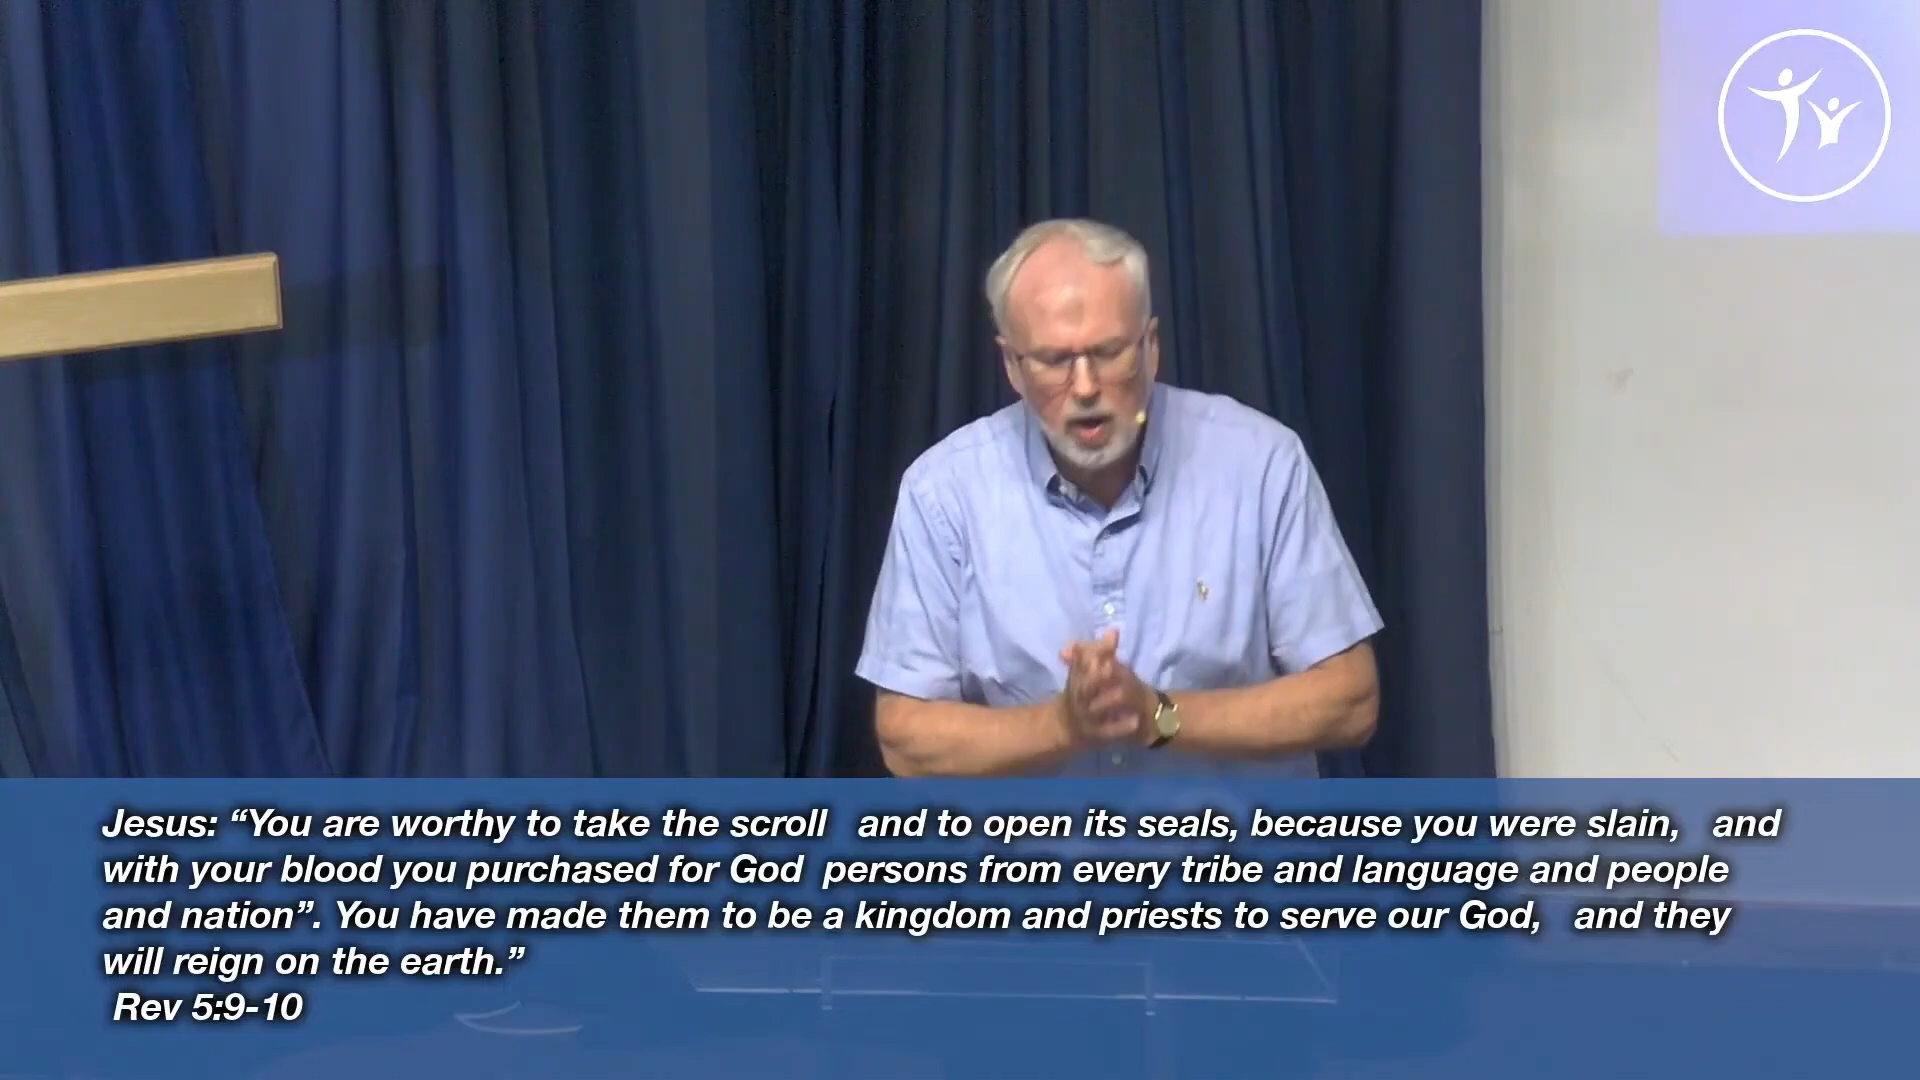 Jesus: “You are worthy to take the scroll   and to open its seals, because you were slain,   and
with your blood you purchased for God  persons from every tribe and language and people
and nation”. You have made them to be a kingdom and priests to serve our God,   and they
will reign on the earth.”
Rev 5:9-10